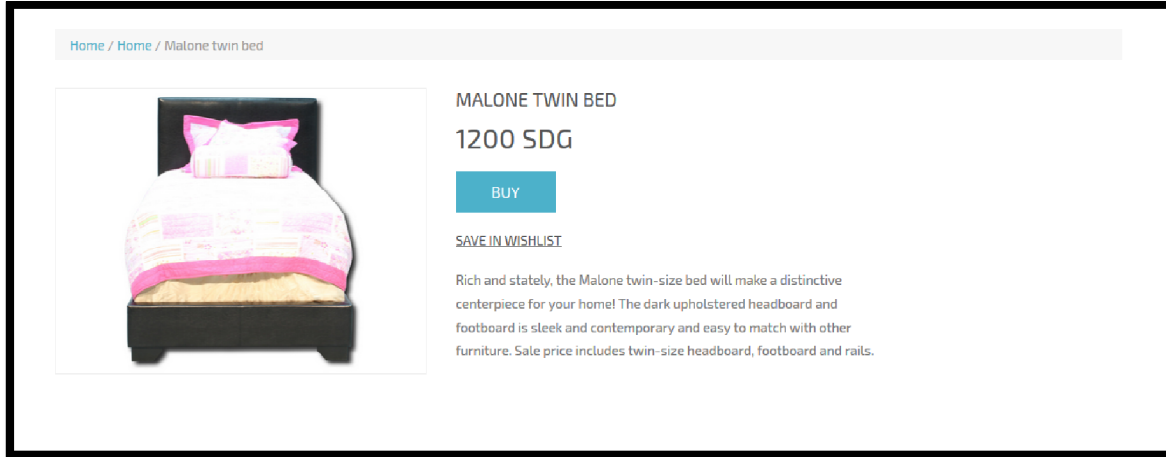 Home / Home / Malone twin bed
MALONE TWIN BED
1200 SDG
BUY
SAVE IN WISHLIST
Rich and stately, the Malone twin-size bed will make a distinctive
centerpiece for your home! The dark upholstered headboard and
footboard is sleek and contemporary and easy to match with other
furniture. Sale price includes twin-size headboard, footboard and rails.